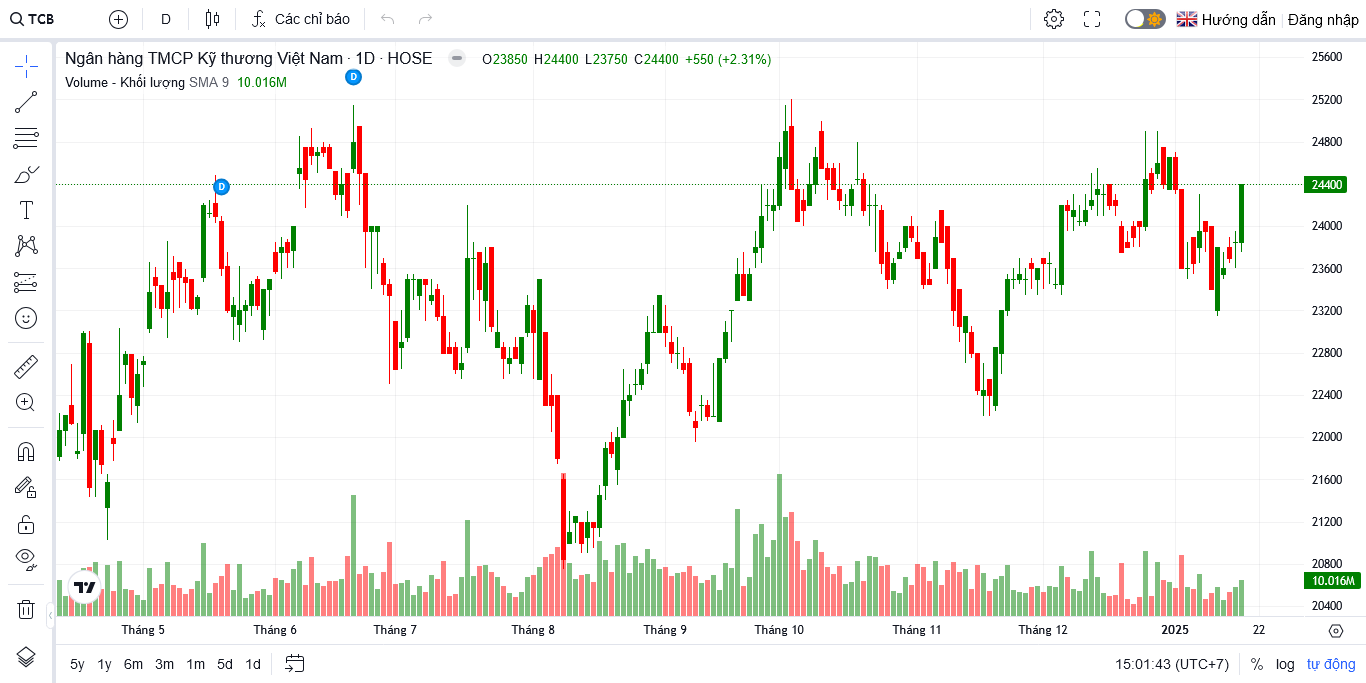 TCB D Các chỉ báo Hướng dẫn Đăng nhập
Ngân hàng TMCP Kỹ thương Việt Nam · 1D · HOSE O23850 H24400 L23750 C24400 +550 (+2.31%)
Volume - Khối lượng SMA 9 10.016M
D
D
25600
25200
24800
24400
24000
23600
23200
22800
22400
22000
21600
21200
20800
10.016M
20400
Tháng 5 Tháng 6 Tháng 7 Tháng 8 Tháng 9 Tháng 10 Tháng 11 Tháng 12 2025 22
5y 1y 6m 3m 1m 5d 1d 15:01:43 (UTC+7) % log tự động